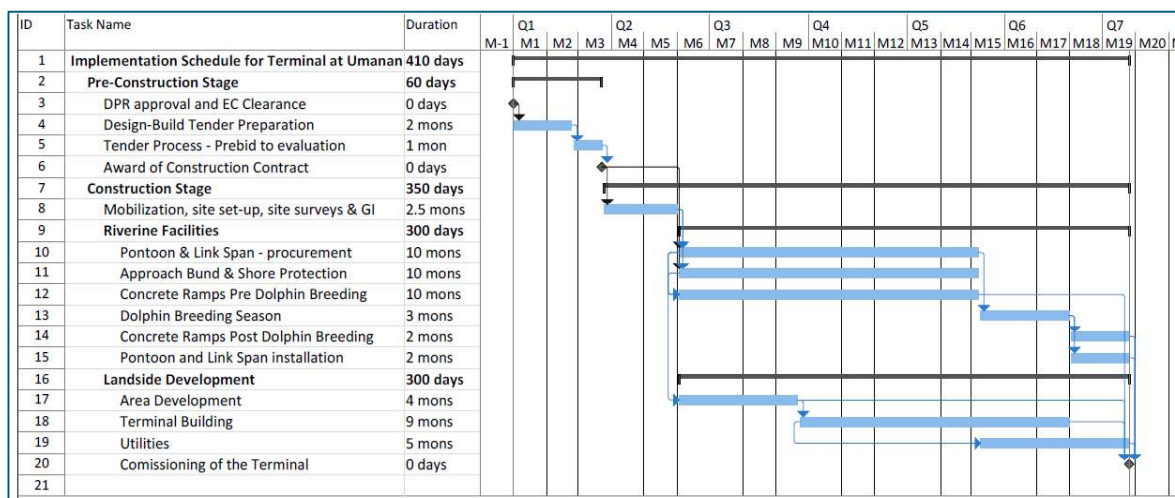 ID Task Name Duration Q1 Q2 Q3 Q4 Q5 Q6 Q7
M-1 M1 M2 M3 M4 M5 M6 M7 M8 M9 M10 M11 M12 M13 M14 M15 M16 M17 M18 M19 M20
1 Implementation Schedule for Terminal at Umanan 410 days
2 Pre-Construction Stage 60 days
3 DPR approval and EC Clearance 0 days
4 Design-Build Tender Preparation 2 mons
5 Tender Process - Prebid to evaluation 1 mon
6 Award of Construction Contract 0 days
7 Construction Stage 350 days
8 Mobilization, site set-up, site surveys & GI 2.5 mons
9 Riverine Facilities 300 days
10 Pontoon & Link Span - procurement 10 mons
11 Approach Bund & Shore Protection 10 mons
12 Concrete Ramps Pre Dolphin Breeding 10 mons
13 Dolphin Breeding Season 3 mons
14 Concrete Ramps Post Dolphin Breeding 2 mons
15 Pontoon and Link Span installation 2 mons
16 Landside Development 300 days
17 Area Development 4 mons
18 Terminal Building 9 mons
19 Utilities 5 mons
20 Comissioning of the Terminal 0 days
21